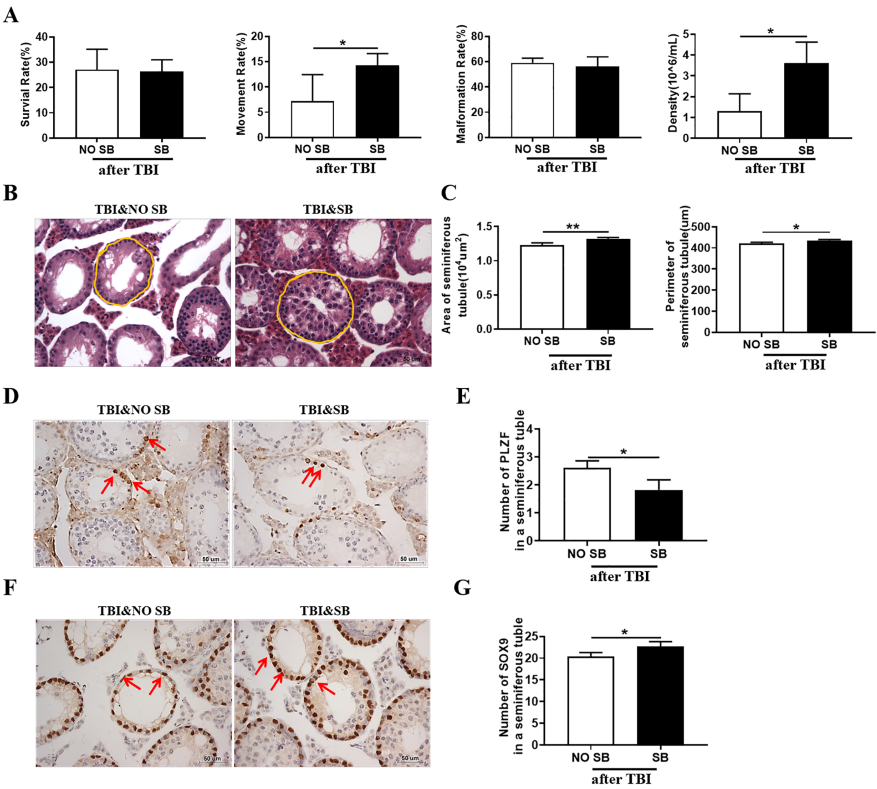 A
Survial Rate(%)
50
40
30
20
10
0
NO SB SB
after TBI
Movement Rate(%)
20
15
10
5
0
*
NO SB SB
after TBI
Malformation Rate(%)
80
60
40
20
0
NO SB SB
after TBI
Density(10^6/mL)
5
4
3
2
1
0
*
NO SB SB
after TBI
B
TBI&NO SB
TBI&SB
C
Area of seminiferous
tubule(10⁴um²)
1.5
1.0
0.5
0.0
**
NO SB SB
after TBI
Perimeter of
seminiferous tubule(um)
500
400
300
200
100
0
*
NO SB SB
after TBI
D
TBI&NO SB
TBI&SB
50 um
50 um
E
Number of PLZF
in a seminiferous tuble
4
3
2
1
0
*
NO SB SB
after TBI
F
TBI&NO SB
TBI&SB
50 um
50 um
G
Number of SOX9
in a seminiferous tuble
25
20
15
10
5
0
*
NO SB SB
after TBI